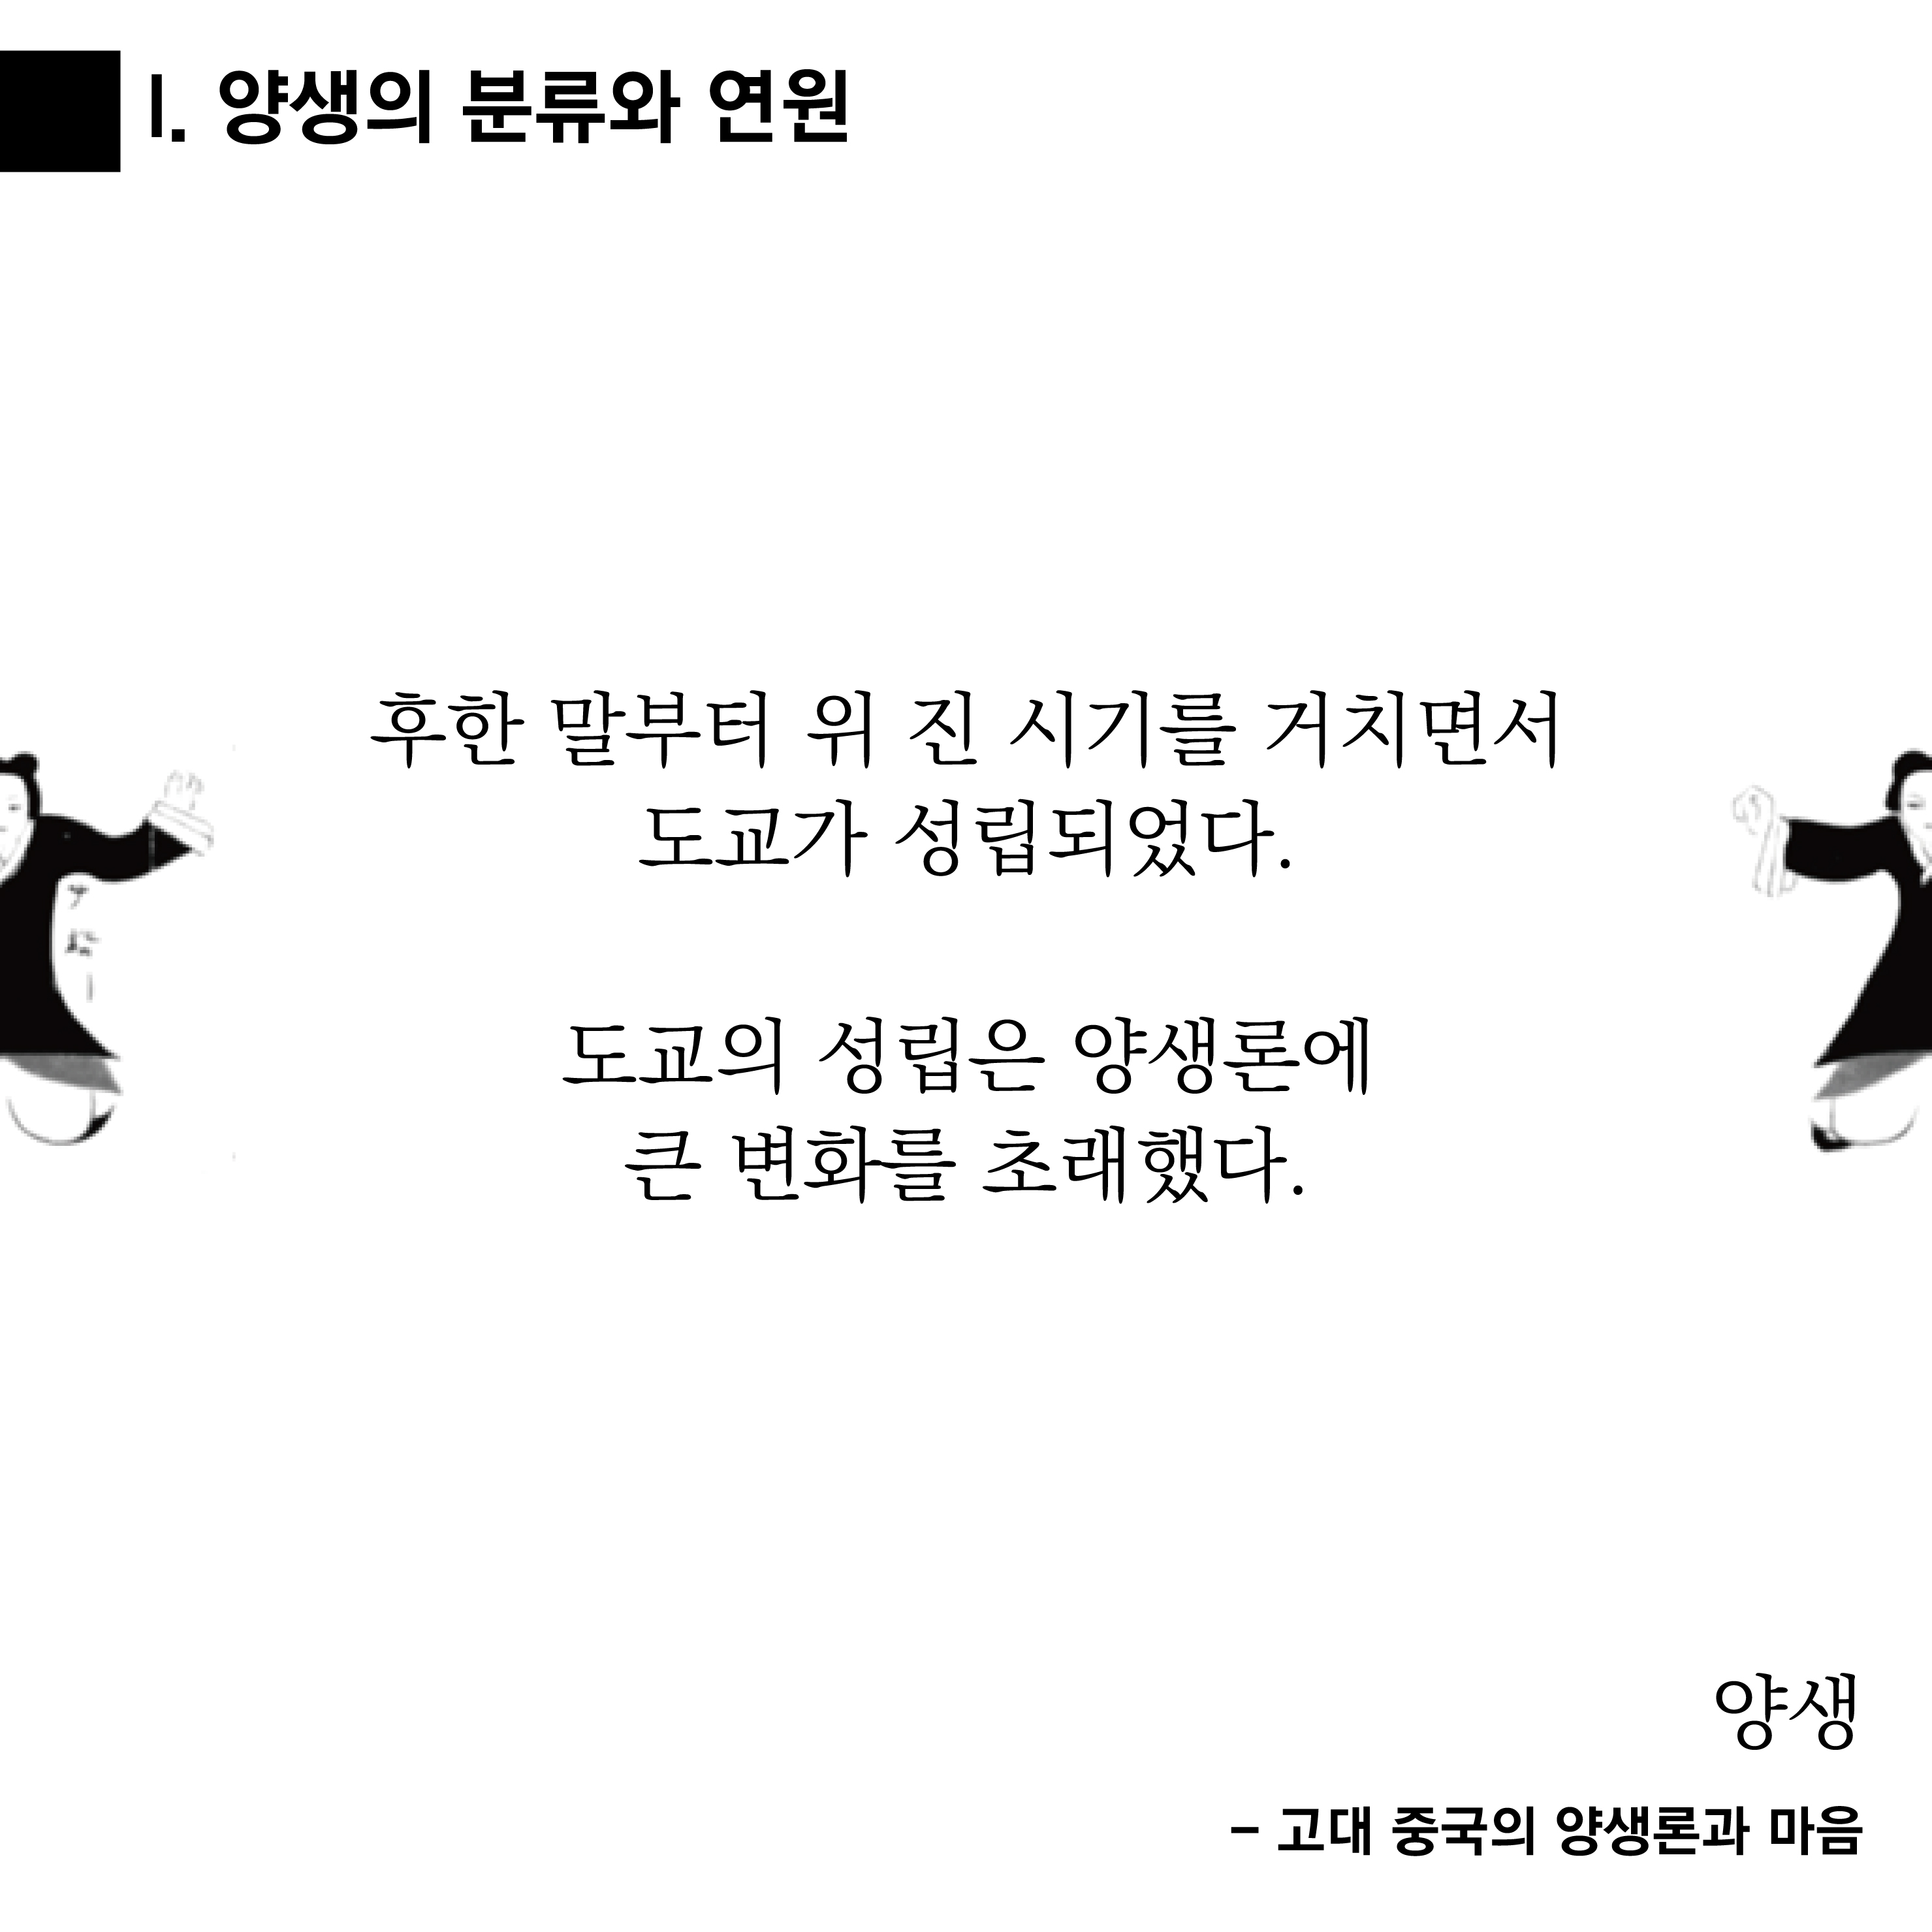 I. 양생의 분류와 연원
후한 말부터 위 진 시기를 거치면서
도교가 성립되었다.
도교의 성립은 양생론에
큰 변화를 초래했다.
양생
- 고대 중국의 양생론과 마음